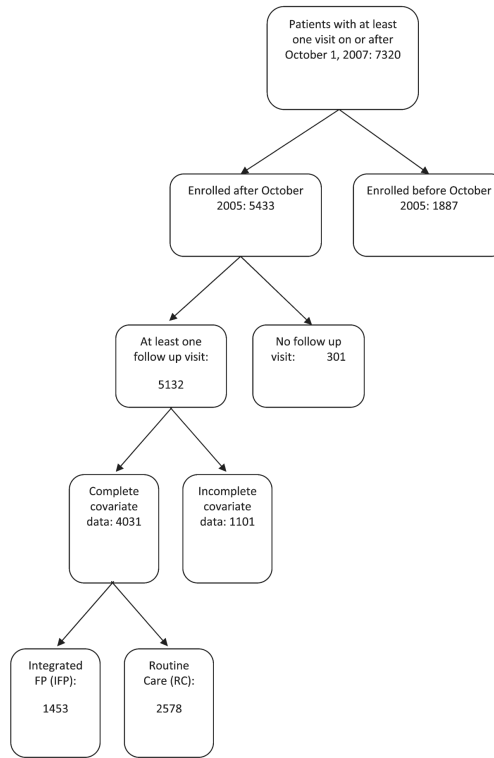 Patients with at least
one visit on or after
October 1, 2007: 7320
Enrolled after October
2005: 5433
Enrolled before October
2005: 1887
At least one
follow up visit:
5132
No follow up
visit: 301
Complete
covariate
data: 4031
Incomplete
covariate
data: 1101
Integrated
FP (IFP):
1453
Routine
Care (RC):
2578